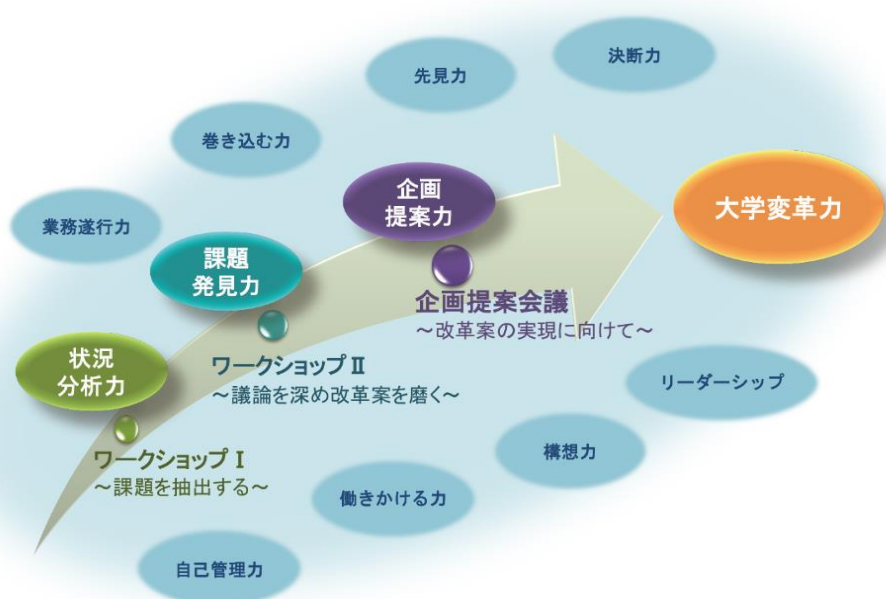 決断力
先見力
巻き込む力
企画
提案力
大学変革力
業務遂行力
課題
発見力
企画提案会議
～改革案の実現に向けて～
状況
分析力
ワークショップⅡ
～議論を深め改革案を磨く～
リーダーシップ
ワークショップⅠ
～課題を抽出する～
構想力
働きかける力
自己管理力